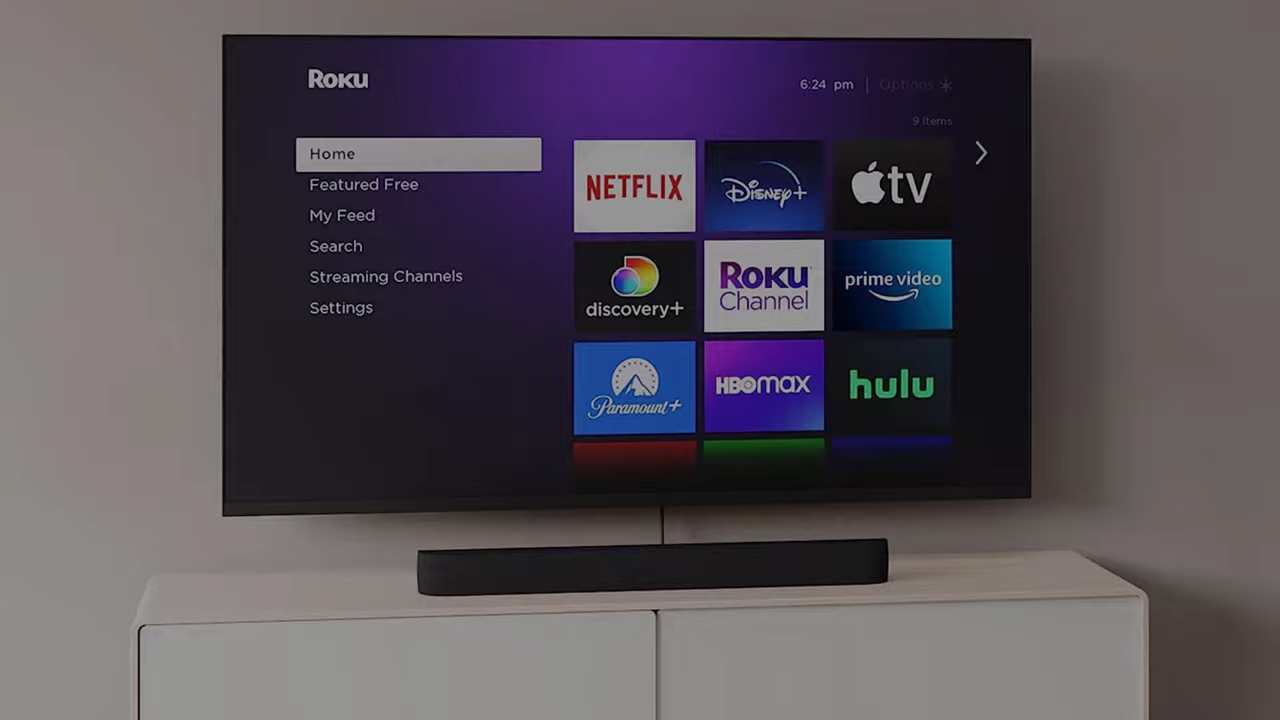 Roku
6:24 pm | Options
9 Items
Home
Featured Free
My Feed
Search
Streaming Channels
Settings
NETFLIX
Disney+
tv
discovery+
Roku
Channel
prime video
Paramount+
HBOMAX
hulu